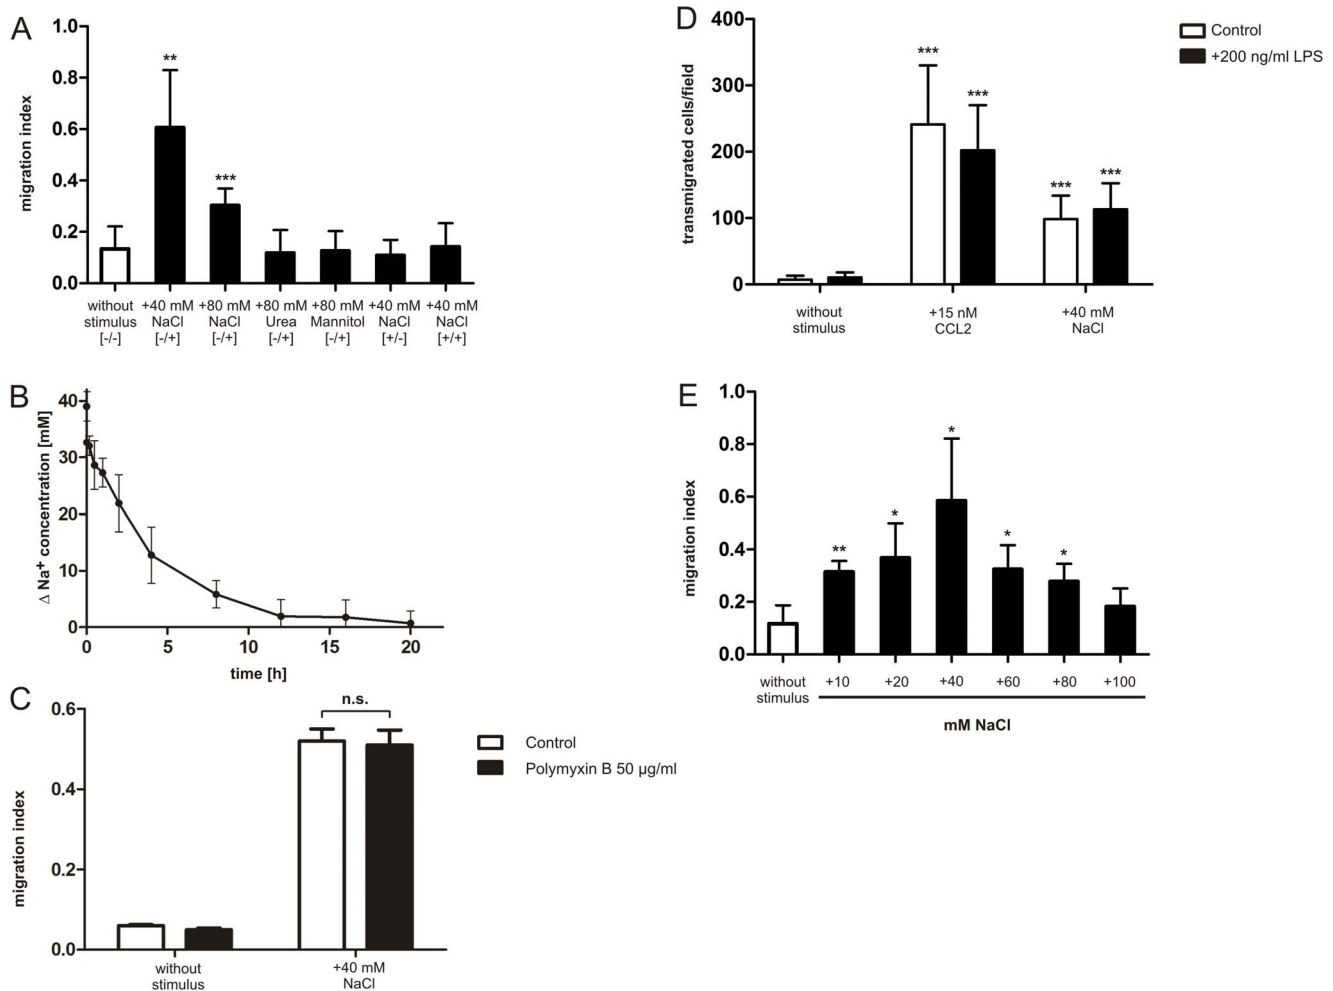 A
migration index
1.0
0.8
0.6
0.4
0.2
0.0
**
***
without
stimulus
[-/-]
+40 mM
NaCl
[-/+]
+80 mM
NaCl
[-/+]
+80 mM
Urea
[-/+]
+80 mM
Mannitol
[-/+]
+40 mM
NaCl
[+/-]
+40 mM
NaCl
[+/+]
B
Δ Na+ concentration [mM]
40
30
20
10
0
0
5
10
15
20
time [h]
C
migration index
0.6
0.4
0.2
0.0
n.s.
without
stimulus
+40 mM
NaCl
Control
Polymyxin B 50 µg/ml
D
transmigrated cells/field
400
300
200
100
0
***
***
***
***
without
stimulus
+15 nM
CCL2
+40 mM
NaCl
Control
+200 ng/ml LPS
E
migration index
1.0
0.8
0.6
0.4
0.2
0.0
**
*
*
*
*
without
stimulus
+10
+20
+40
+60
+80
+100
mM NaCl